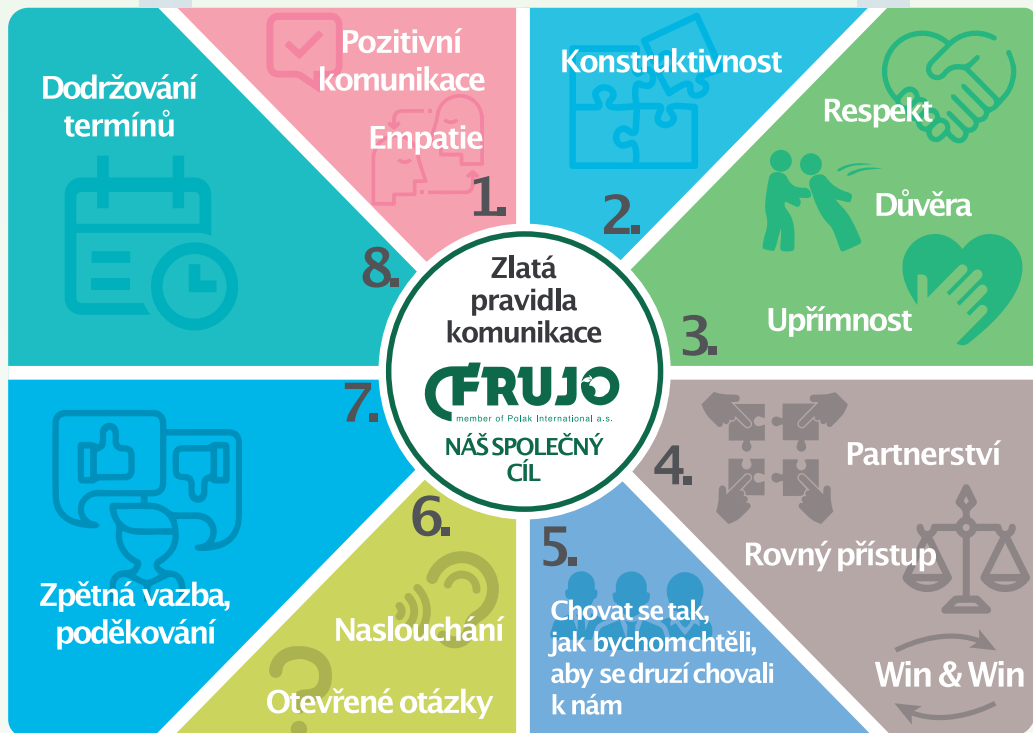 Zlatá
pravidla
komunikace
FRUJO
member of Polak International a.s.
NÁŠ SPOLEČNÝ
CÍL
1.
Pozitivní
komunikace
Empatie
2.
Konstruktivnost
3.
Respekt
Důvěra
Upřímnost
4.
Partnerství
Rovný přístup
Win & Win
5.
Chovat se tak,
jak bychom chtěli,
aby se druzí chovali
k nám
6.
Naslouchání
Otevřené otázky
7.
Zpětná vazba,
poděkování
8.
Dodržování
termínů